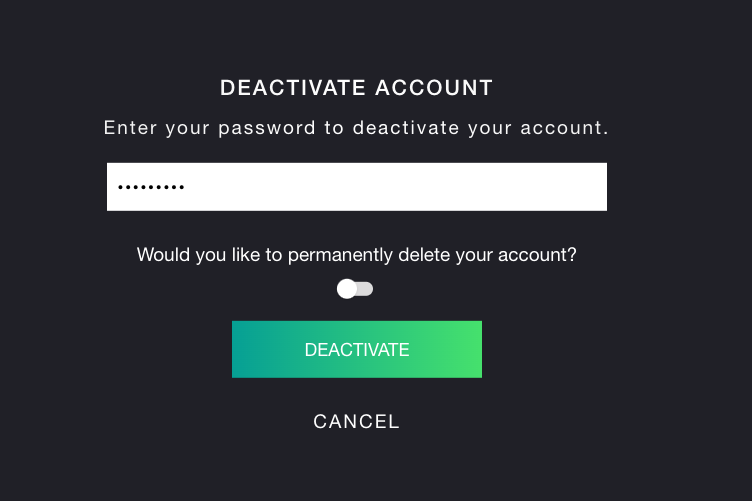 DEACTIVATE ACCOUNT
Enter your password to deactivate your account.
•••••••••
Would you like to permanently delete your account?
DEACTIVATE
CANCEL